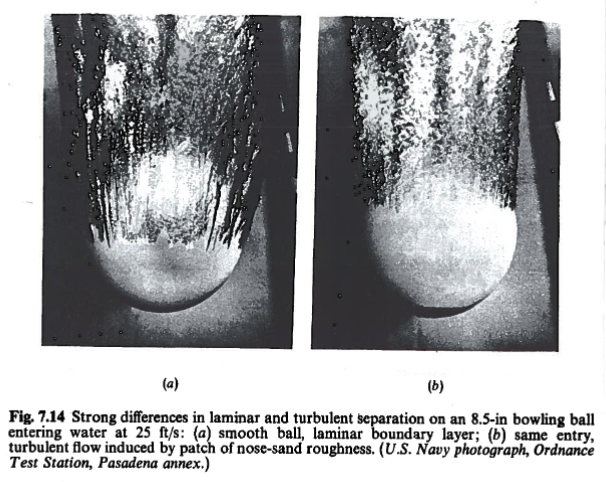 (a)
(b)
Fig. 7.14 Strong differences in laminar and turbulent separation on an 8.5-in bowling ball
entering water at 25 ft/s: (a) smooth ball, laminar boundary layer; (b) same entry,
turbulent flow induced by patch of nose-sand roughness. (U.S. Navy photograph, Ordnance
Test Station, Pasadena annex.)